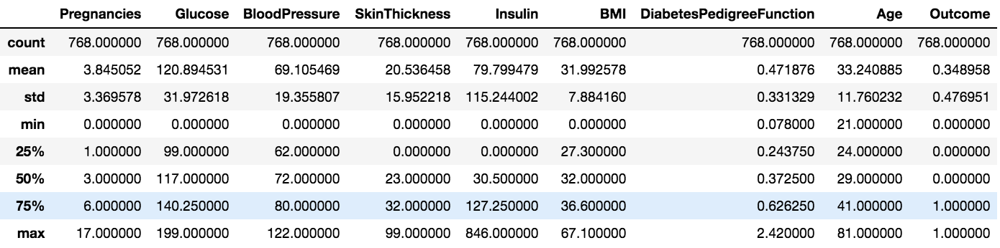 Pregnancies Glucose BloodPressure SkinThickness Insulin BMI DiabetesPedigreeFunction Age Outcome
count 768.000000 768.000000 768.000000 768.000000 768.000000 768.000000 768.000000 768.000000 768.000000
mean 3.845052 120.894531 69.105469 20.536458 79.799479 31.992578 0.471876 33.240885 0.348958
std 3.369578 31.972618 19.355807 15.952218 115.244002 7.884160 0.331329 11.760232 0.476951
min 0.000000 0.000000 0.000000 0.000000 0.000000 0.000000 0.078000 21.000000 0.000000
25% 1.000000 99.000000 62.000000 0.000000 0.000000 27.300000 0.243750 24.000000 0.000000
50% 3.000000 117.000000 72.000000 23.000000 30.500000 32.000000 0.372500 29.000000 0.000000
75% 6.000000 140.250000 80.000000 32.000000 127.250000 36.600000 0.626250 41.000000 1.000000
max 17.000000 199.000000 122.000000 99.000000 846.000000 67.100000 2.420000 81.000000 1.000000